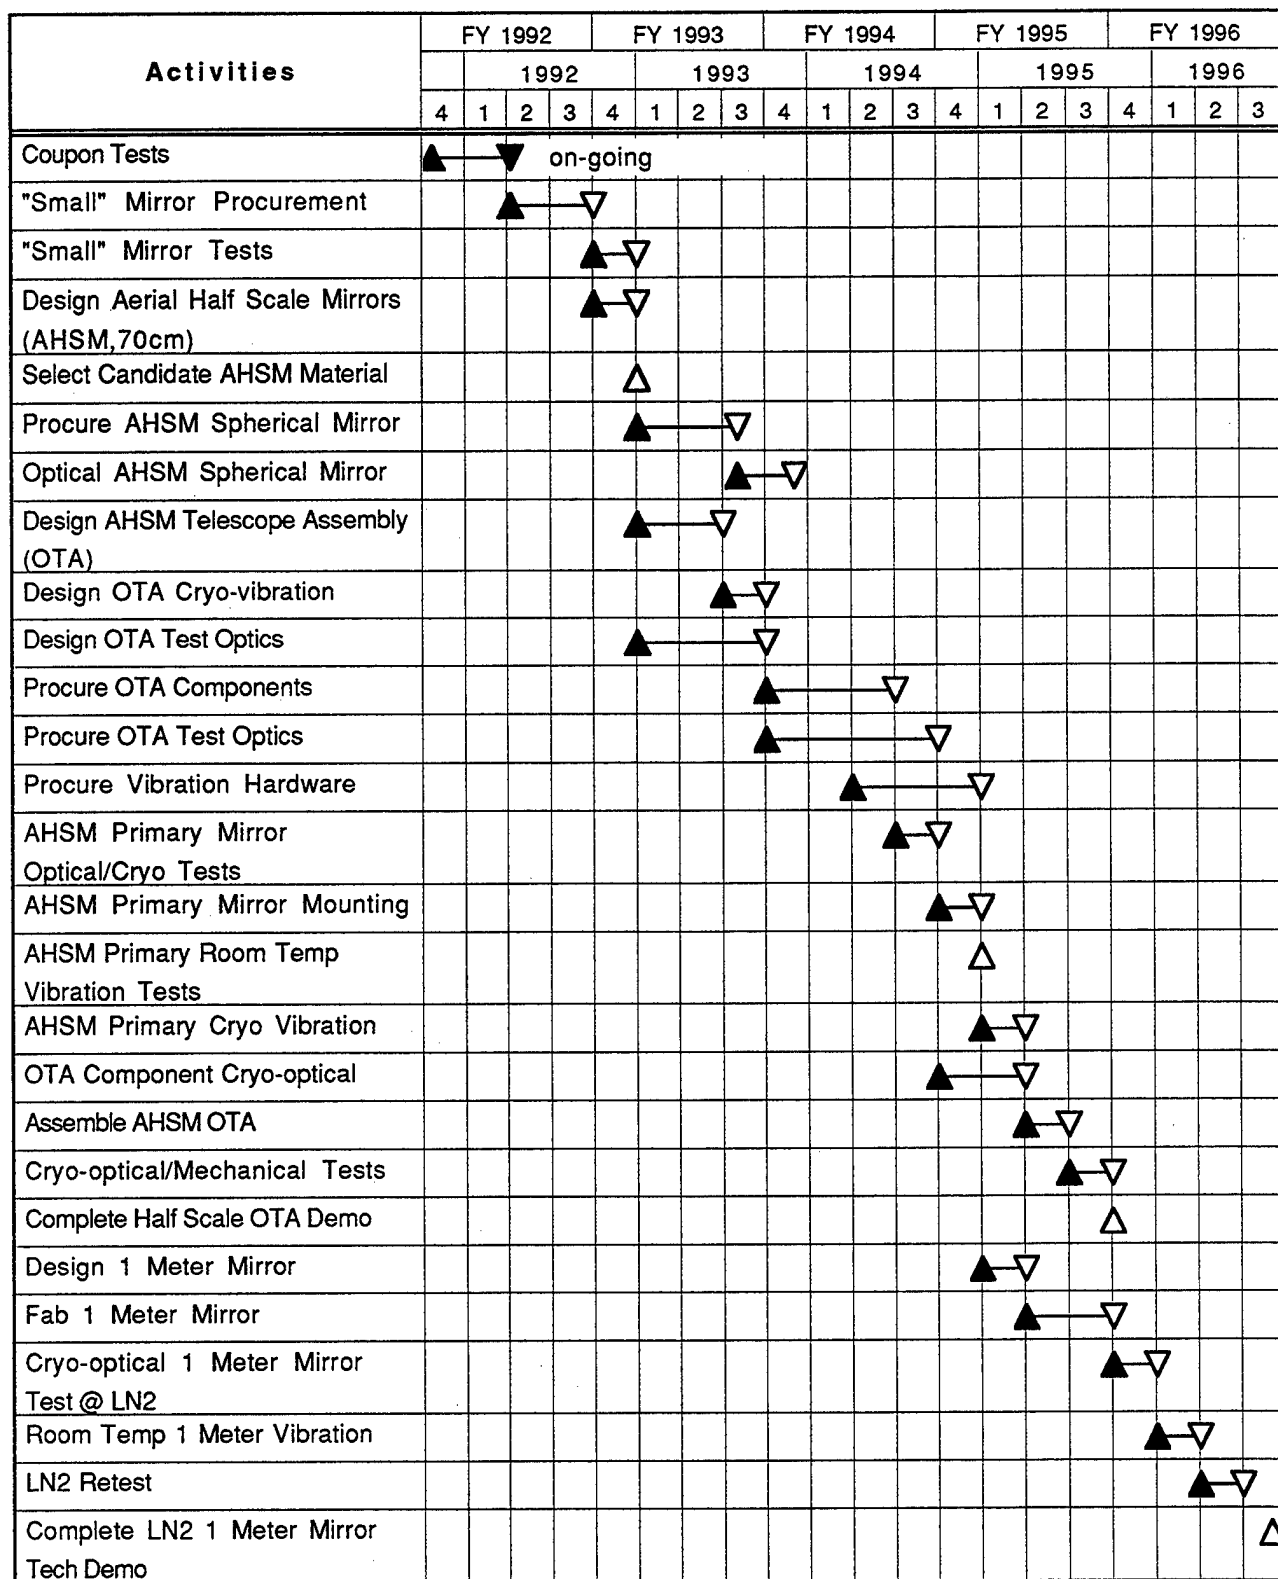 FY 1992 FY 1993 FY 1994 FY 1995 FY 1996
Activities
1992 1993 1994 1995 1996
4 1 2 3 4 1 2 3 4 1 2 3 4 1 2 3 4 1 2 3
Coupon Tests on-going
"Small" Mirror Procurement
"Small" Mirror Tests
Design Aerial Half Scale Mirrors
(AHSM,70cm)
Select Candidate AHSM Material
Procure AHSM Spherical Mirror
Optical AHSM Spherical Mirror
Design AHSM Telescope Assembly
(OTA)
Design OTA Cryo-vibration
Design OTA Test Optics
Procure OTA Components
Procure OTA Test Optics
Procure Vibration Hardware
AHSM Primary Mirror
Optical/Cryo Tests
AHSM Primary Mirror Mounting
AHSM Primary Room Temp
Vibration Tests
AHSM Primary Cryo Vibration
OTA Component Cryo-optical
Assemble AHSM OTA
Cryo-optical/Mechanical Tests
Complete Half Scale OTA Demo
Design 1 Meter Mirror
Fab 1 Meter Mirror
Cryo-optical 1 Meter Mirror
Test @ LN2
Room Temp 1 Meter Vibration
LN2 Retest
Complete LN2 1 Meter Mirror
Tech Demo